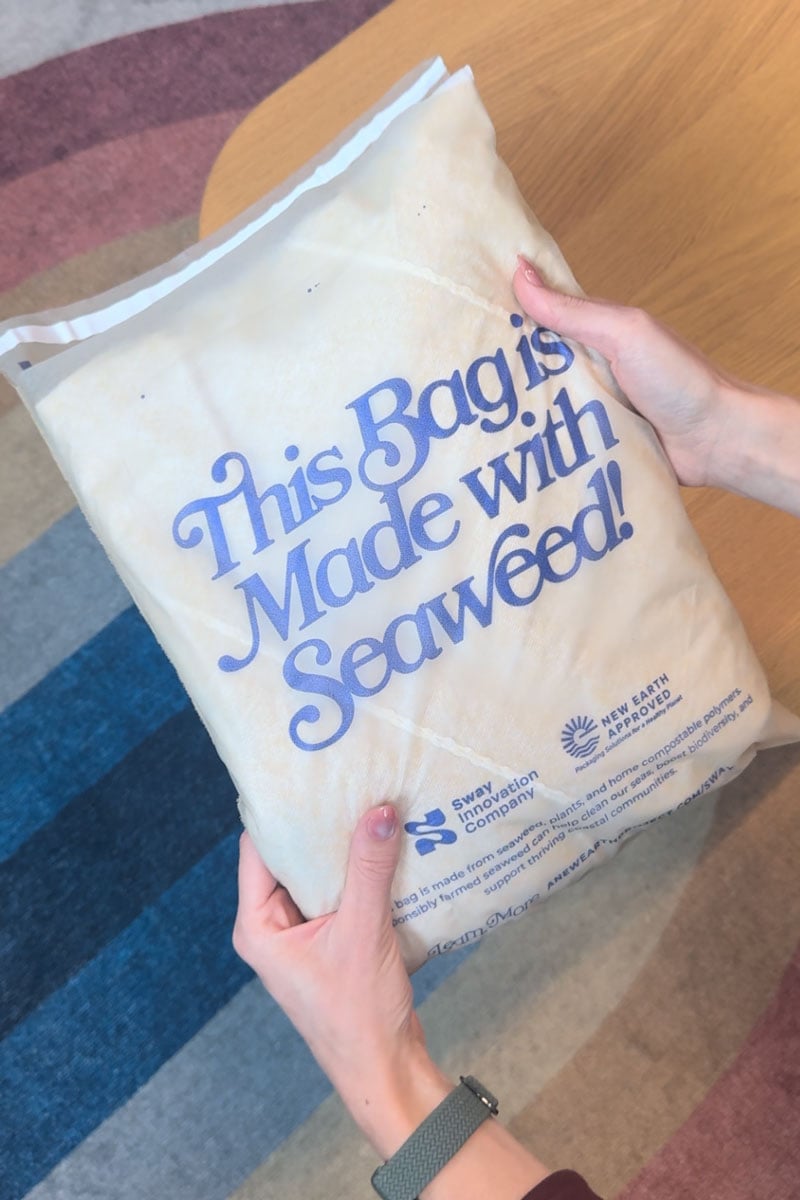 This Bag is
Made with
Seaweed!
NEW EARTH
APPROVED
Packaging Solutions for a Healthy Planet
Sway
Innovation
Company
bag is made from seaweed, plants, and home compostable polymers.
farmed seaweed can help clean our seas, boost biodiversity, and
support thriving coastal communities.